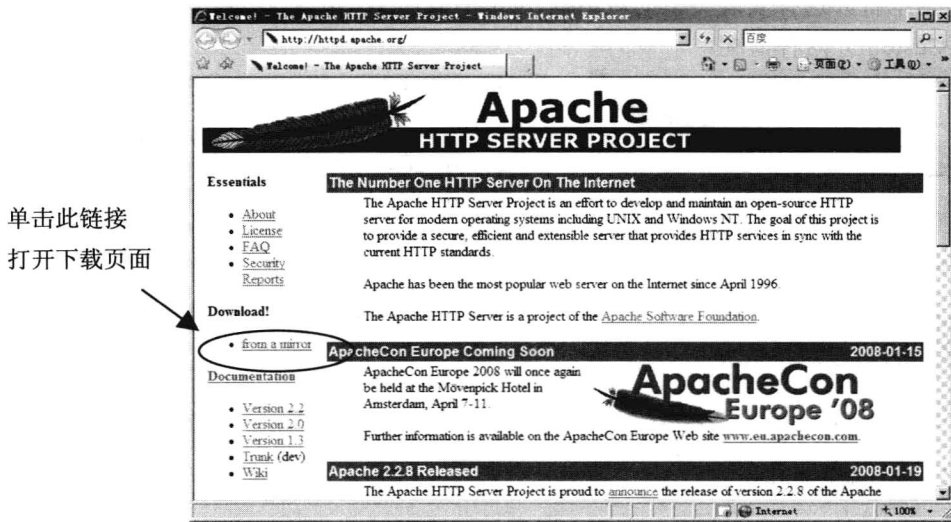 Welcome! - The Apache HTTP Server Project - Windows Internet Explorer
http://httpd.apache.org/
百度
Welcome! - The Apache HTTP Server Project
页面(P)
工具(O)
Apache
HTTP SERVER PROJECT
单击此链接
打开下载页面
Essentials
About
License
FAQ
Security
Reports
Download!
from a mirror
Documentation
Version 2.2
Version 2.0
Version 1.3
Trunk (dev)
Wiki
The Number One HTTP Server On The Internet
The Apache HTTP Server Project is an effort to develop and maintain an open-source HTTP
server for modern operating systems including UNIX and Windows NT. The goal of this project is
to provide a secure, efficient and extensible server that provides HTTP services in sync with the
current HTTP standards.
Apache has been the most popular web server on the Internet since April 1996.
The Apache HTTP Server is a project of the Apache Software Foundation.
ApacheCon Europe Coming Soon 2008-01-15
ApacheCon Europe 2008 will once again
be held at the Mövenpick Hotel in
Amsterdam, April 7-11.
ApacheCon
Europe '08
Further information is available on the ApacheCon Europe Web site www.eu.apachecon.com.
Apache 2.2.8 Released 2008-01-19
The Apache HTTP Server Project is proud to announce the release of version 2.2.8 of the Apache
Internet
100%